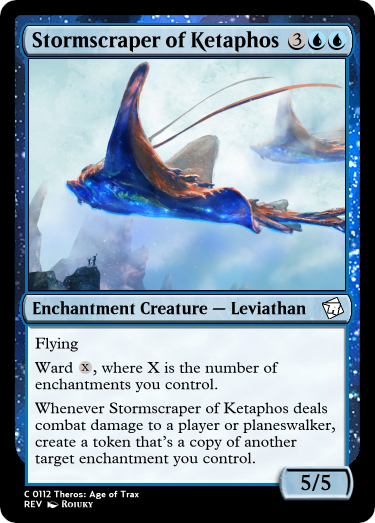 Stormscraper of Ketaphos 3
Enchantment Creature — Leviathan
Flying
Ward X, where X is the number of
enchantments you control.
Whenever Stormscraper of Ketaphos deals
combat damage to a player or planeswalker,
create a token that's a copy of another
target enchantment you control.
5/5
C 0112 Theros: Age of Trax
REV Rohuky